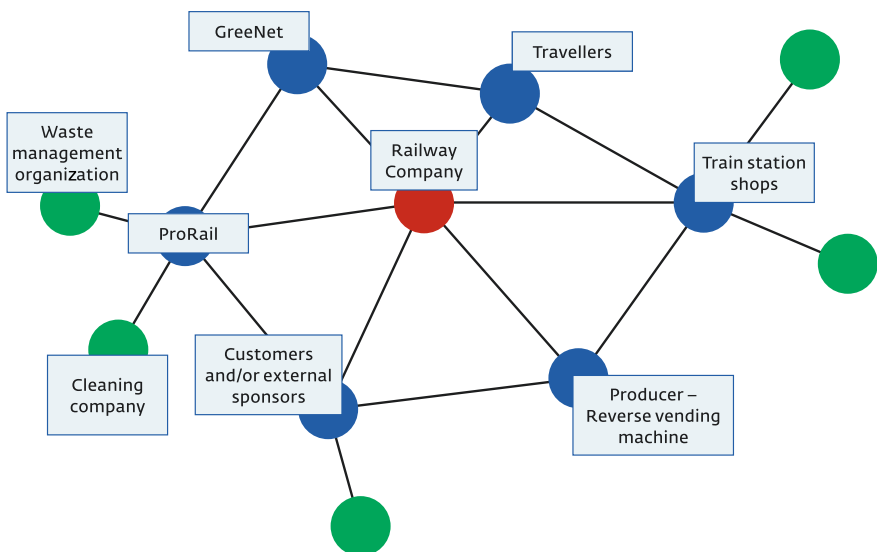 GreeNet
Travellers
Waste
management
organization
Railway
Company
Train station
shops
ProRail
Customers
and/or external
sponsors
Cleaning
company
Producer –
Reverse vending
machine